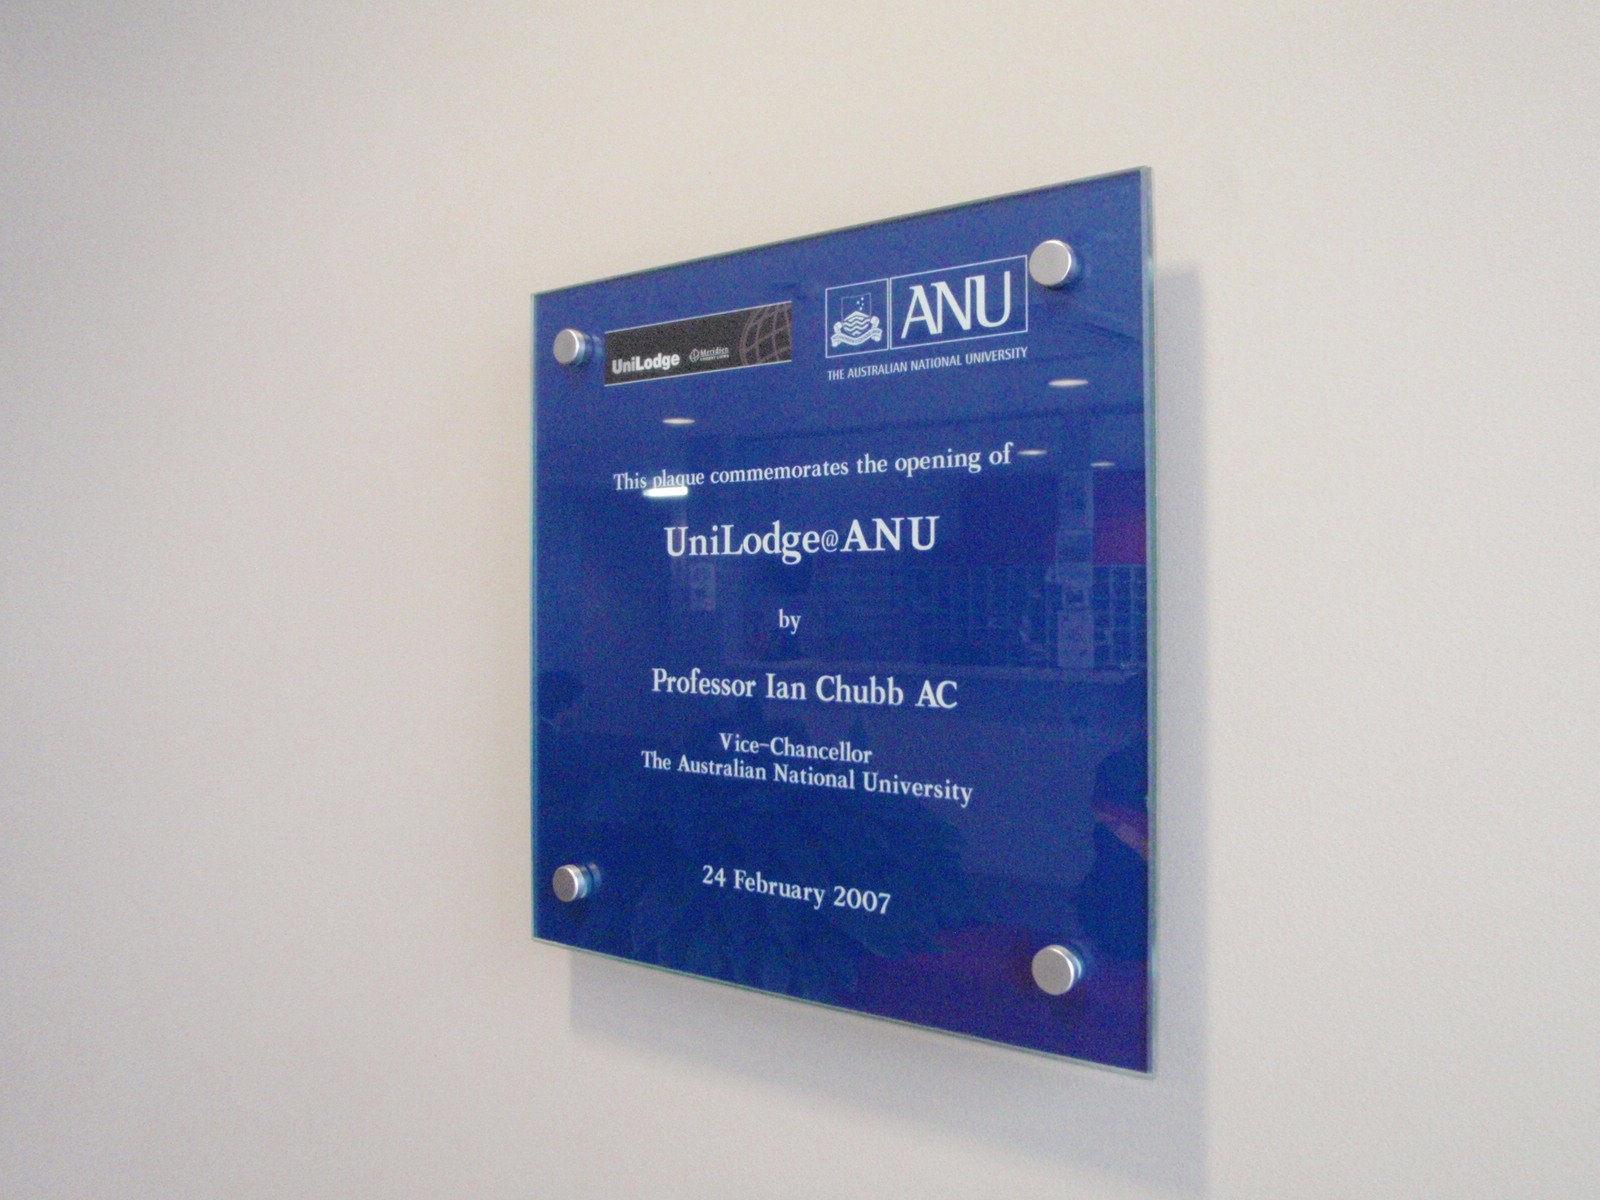 UniLodge Meridien
ANU
THE AUSTRALIAN NATIONAL UNIVERSITY
This plaque commemorates the opening of
UniLodge@ANU
by
Professor Ian Chubb AC
Vice-Chancellor
The Australian National University
24 February 2007